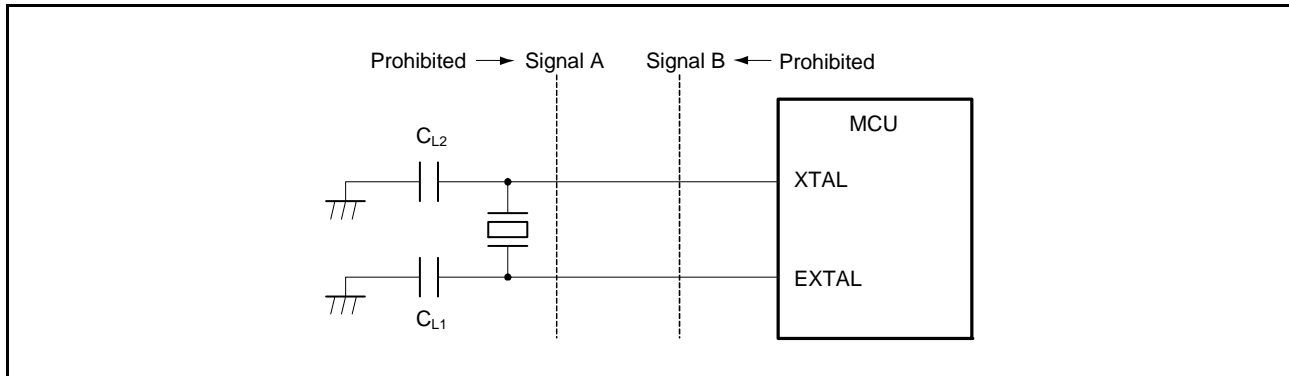 Prohibited Signal A Signal B Prohibited
MCU
CL2
XTAL
EXTAL
CL1